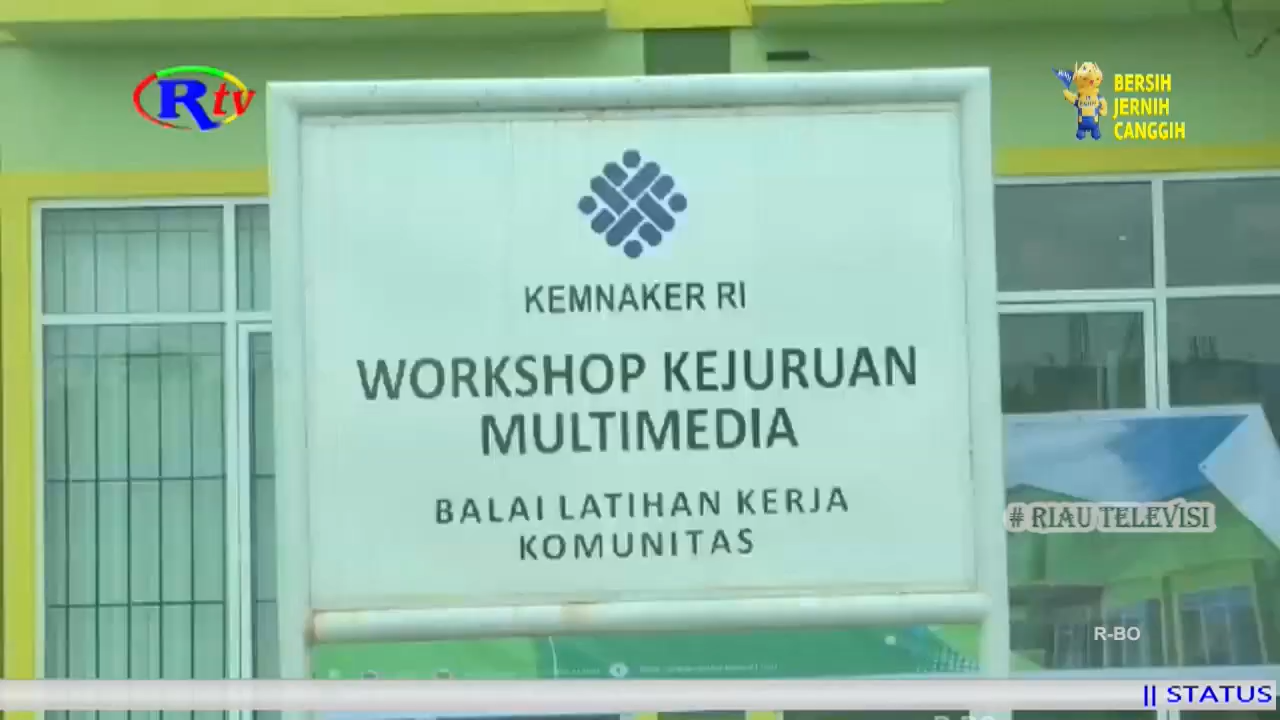 Rtv
BERSIH
JERNIH
CANGGIH
KEMNAKER RI
WORKSHOP KEJURUAN
MULTIMEDIA
BALAI LATIHAN KERJA
KOMUNITAS
# RIAU TELEVISI
R-BO
|| STATUS